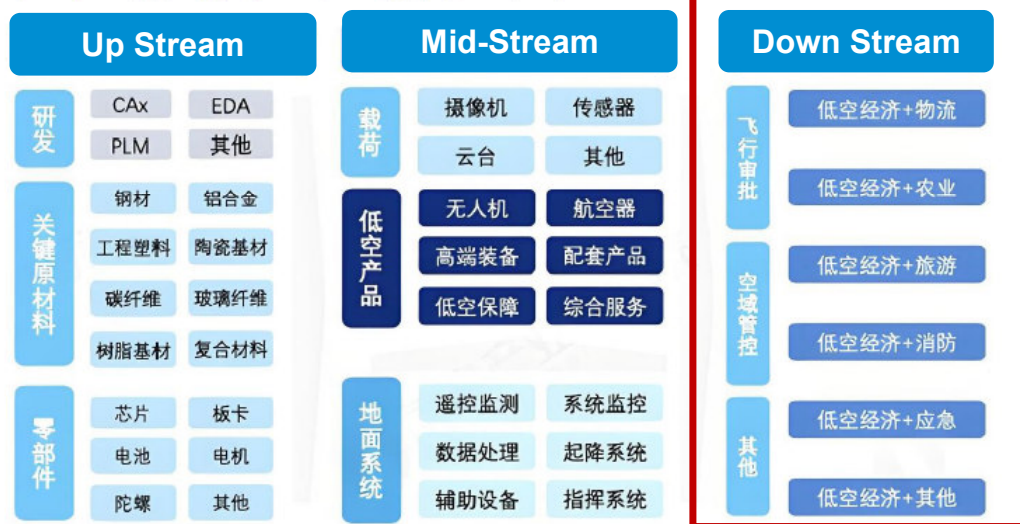 Up Stream
研发
CAx
EDA
PLM
其他
关键原材料
钢材
铝合金
工程塑料
陶瓷基材
碳纤维
玻璃纤维
树脂基材
复合材料
零部件
芯片
板卡
电池
电机
陀螺
其他
Mid-Stream
载荷
摄像机
传感器
云台
其他
低空产品
无人机
航空器
高端装备
配套产品
低空保障
综合服务
地面系统
遥控监测
系统监控
数据处理
起降系统
辅助设备
指挥系统
Down Stream
飞行审批
低空经济+物流
低空经济+农业
空域管控
低空经济+旅游
低空经济+消防
其他
低空经济+应急
低空经济+其他